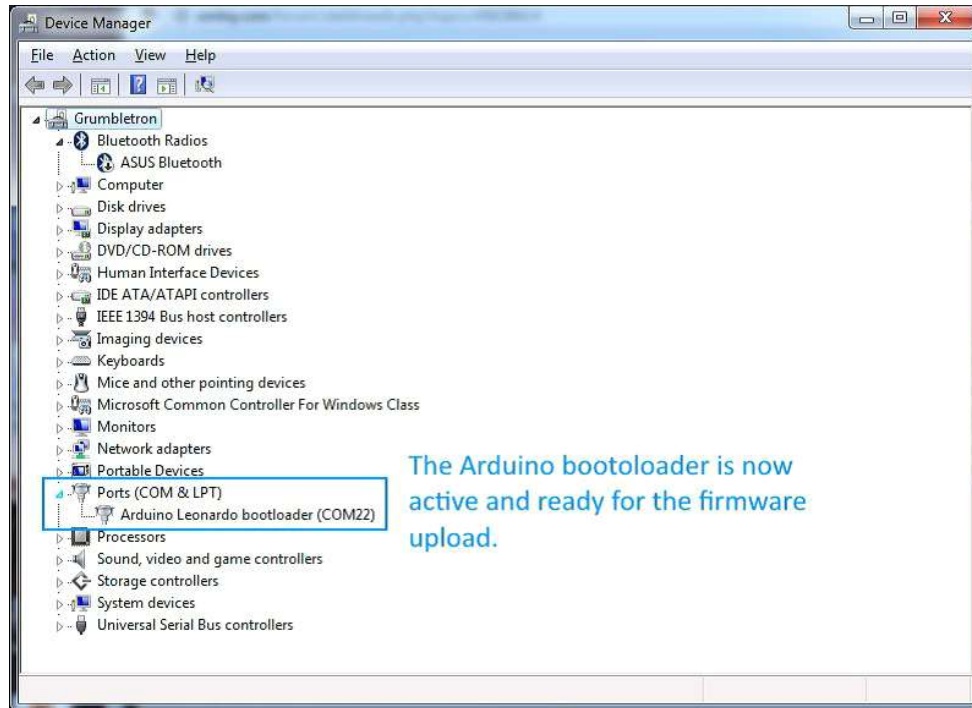 Device Manager
File Action View Help
Grumbletron
Bluetooth Radios
ASUS Bluetooth
Computer
Disk drives
Display adapters
DVD/CD-ROM drives
Human Interface Devices
IDE ATA/ATAPI controllers
IEEE 1394 Bus host controllers
Imaging devices
Keyboards
Mice and other pointing devices
Microsoft Common Controller For Windows Class
Monitors
Network adapters
Portable Devices
Ports (COM & LPT)
Arduino Leonardo bootloader (COM22)
Processors
Sound, video and game controllers
Storage controllers
System devices
Universal Serial Bus controllers
The Arduino bootoloader is now
active and ready for the firmware
upload.